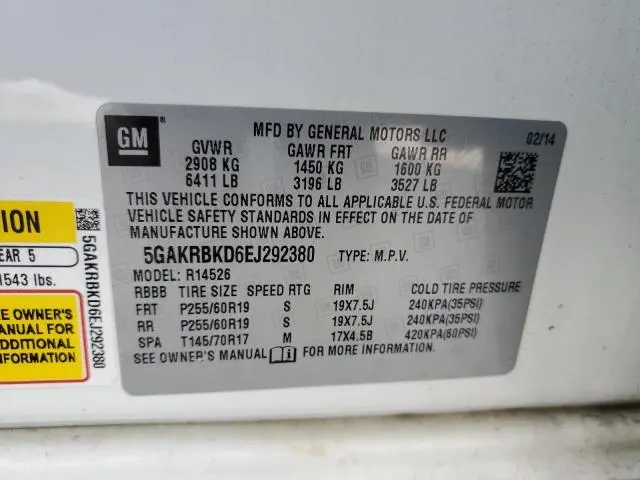 GM
®
MFD BY GENERAL MOTORS LLC
02/14
GVWR GAWR FRT GAWR RR
2908 KG 1450 KG 1600 KG
6411 LB 3196 LB 3527 LB
THIS VEHICLE CONFORMS TO ALL APPLICABLE U.S. FEDERAL MOTOR
VEHICLE SAFETY STANDARDS IN EFFECT ON THE DATE OF
MANUFACTURE SHOWN ABOVE.
5GAKRBKD6EJ292380 TYPE: M.P.V.
MODEL: R14526
RBBB TIRE SIZE SPEED RTG RIM COLD TIRE PRESSURE
FRT P255/60R19 S 19X7.5J 240KPA(35PSI)
RR P255/60R19 S 19X7.5J 240KPA(35PSI)
SPA T145/70R17 M 17X4.5B 420KPA(60PSI)
SEE OWNER'S MANUAL i FOR MORE INFORMATION.
TION
EAR 5
1543 lbs.
E OWNER'S
ANUAL FOR
DDITIONAL
FORMATION
5GAKRBKD6EJ292380